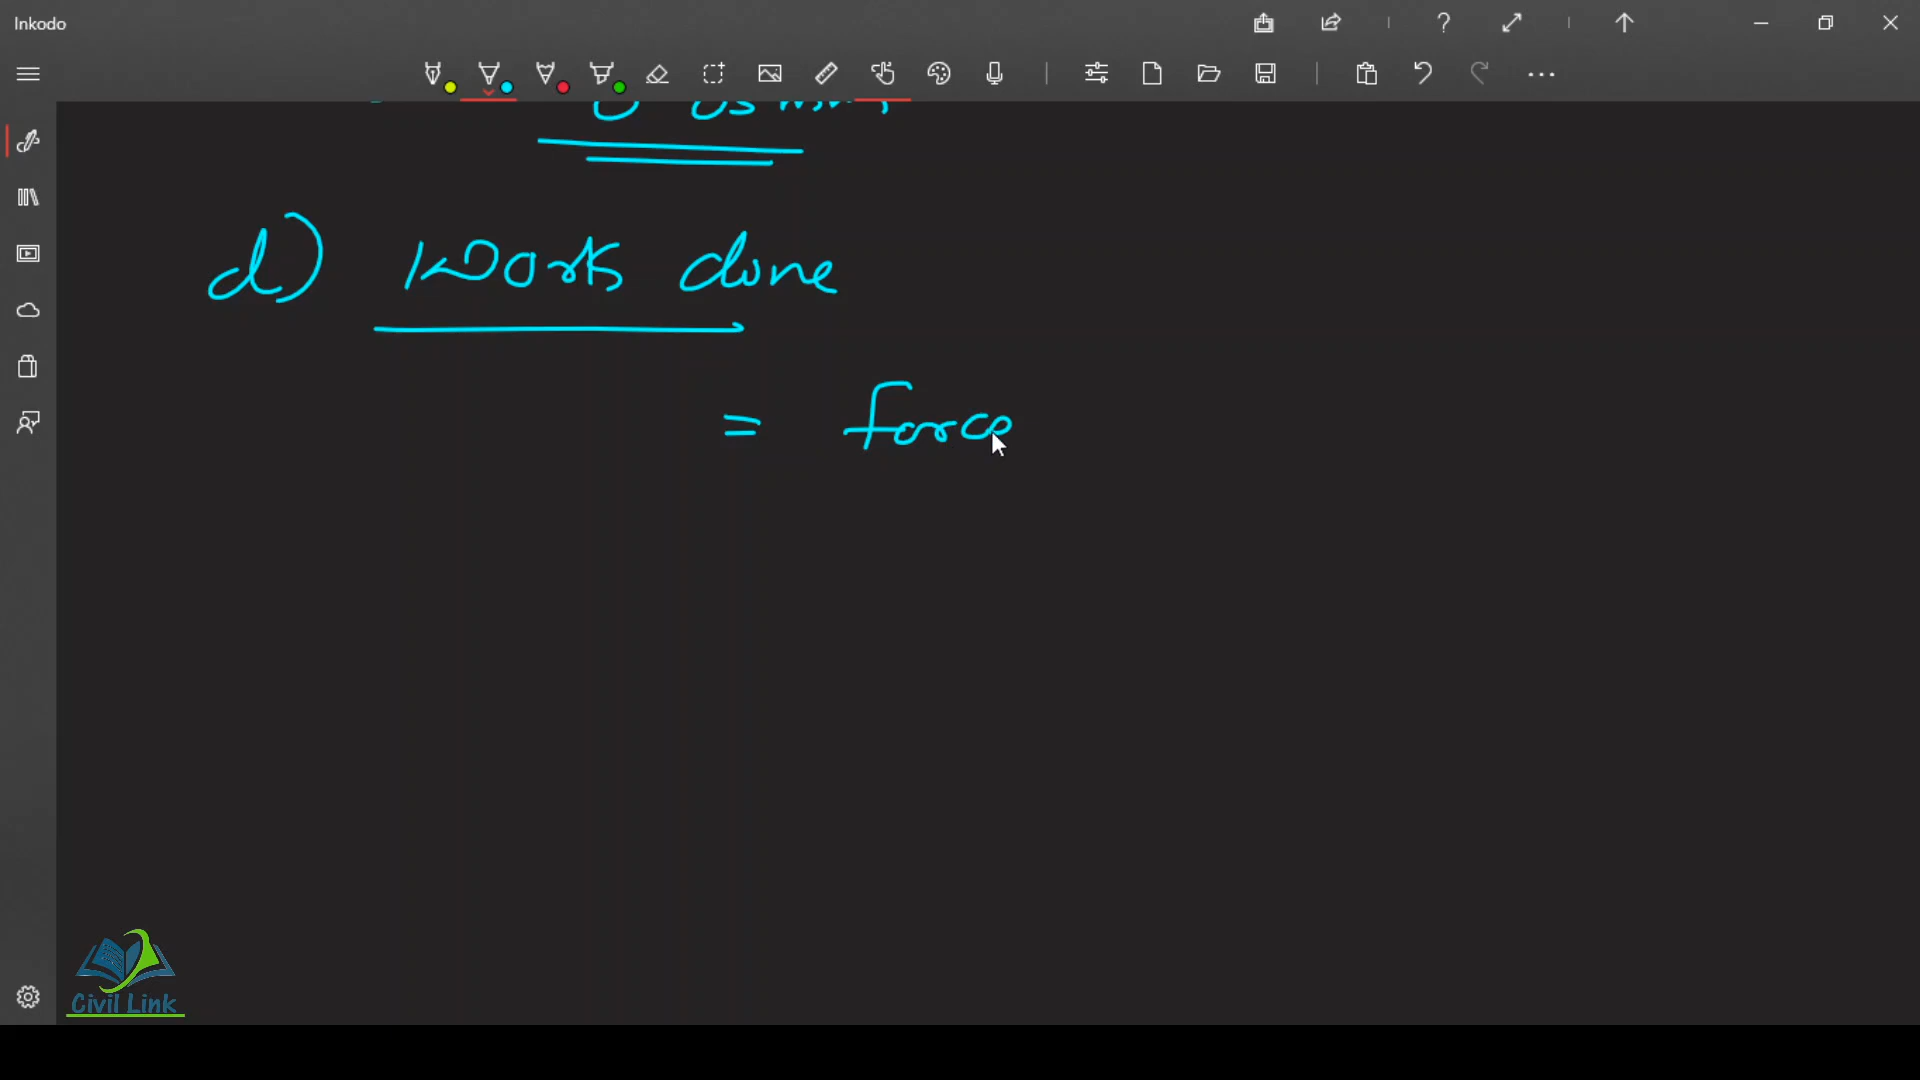 Inkodo
d) Work done
= force
Civil Link